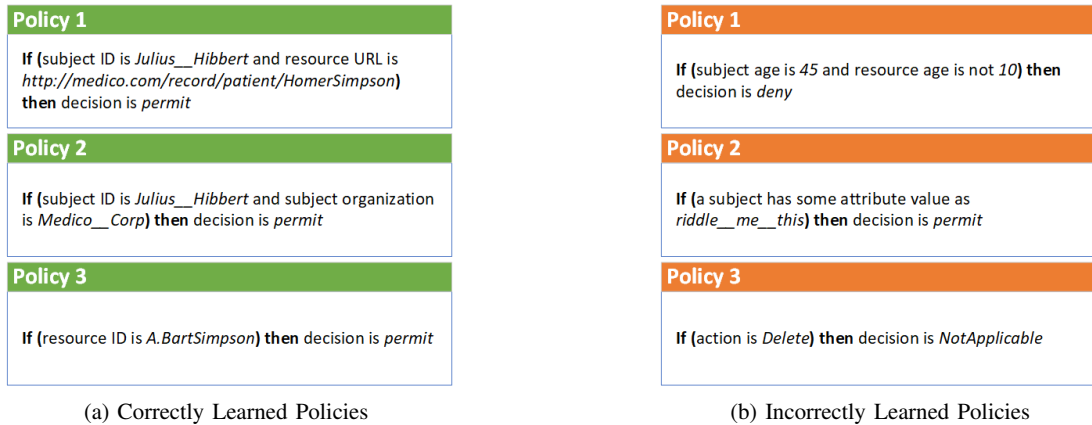 Policy 1
If (subject ID is Julius__Hibbert and resource URL is
http://medico.com/record/patient/HomerSimpson)
then decision is permit
Policy 2
If (subject ID is Julius__Hibbert and subject organization
is Medico__Corp) then decision is permit
Policy 3
If (resource ID is A.BartSimpson) then decision is permit
(a) Correctly Learned Policies
Policy 1
If (subject age is 45 and resource age is not 10) then
decision is deny
Policy 2
If (a subject has some attribute value as
riddle__me__this) then decision is permit
Policy 3
If (action is Delete) then decision is NotApplicable
(b) Incorrectly Learned Policies